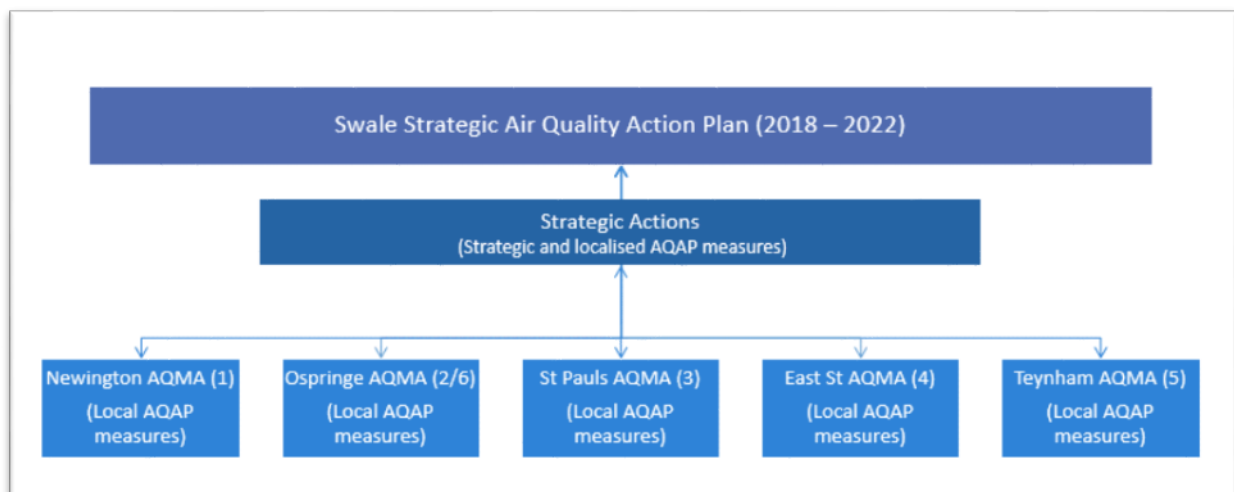 Swale Strategic Air Quality Action Plan (2018 – 2022)
Strategic Actions
(Strategic and localised AQAP measures)
Newington AQMA (1)
(Local AQAP
measures)
Ospringe AQMA (2/6)
(Local AQAP
measures)
St Pauls AQMA (3)
(Local AQAP
measures)
East St AQMA (4)
(Local AQAP
measures)
Teynham AQMA (5)
(Local AQAP
measures)